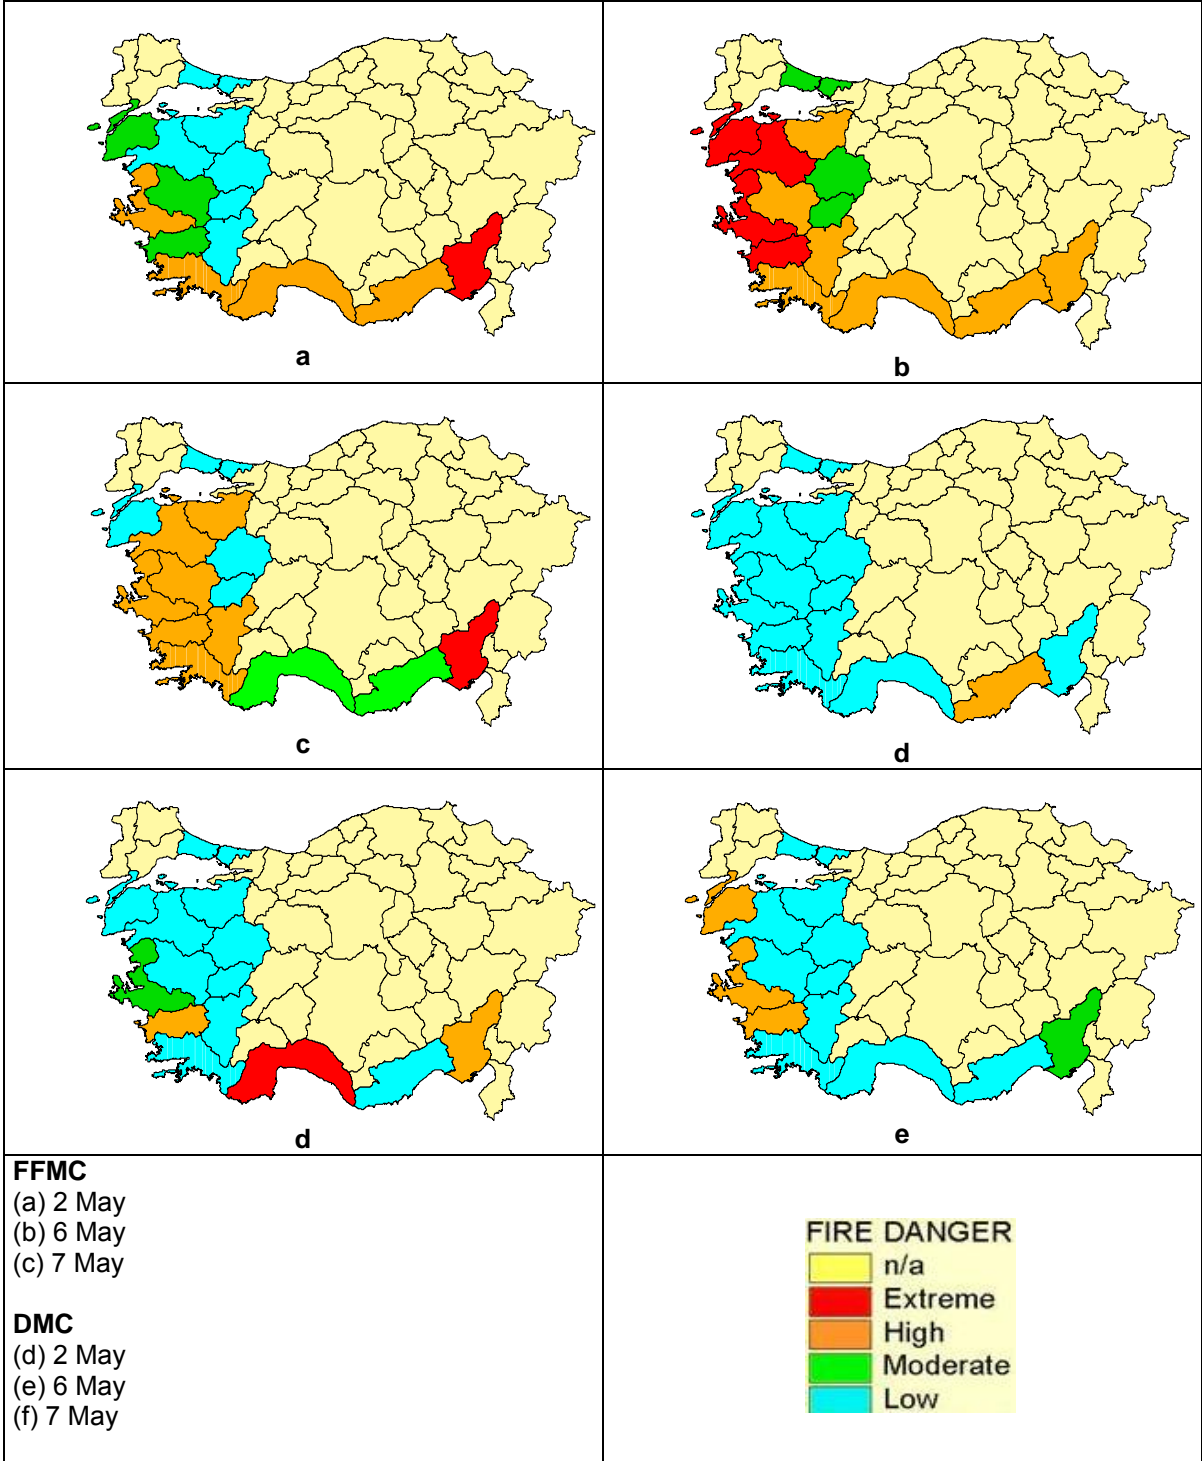 a
b
c
d
d
e
FFMC
(a) 2 May
(b) 6 May
(c) 7 May
DMC
(d) 2 May
(e) 6 May
(f) 7 May
FIRE DANGER
n/a
Extreme
High
Moderate
Low